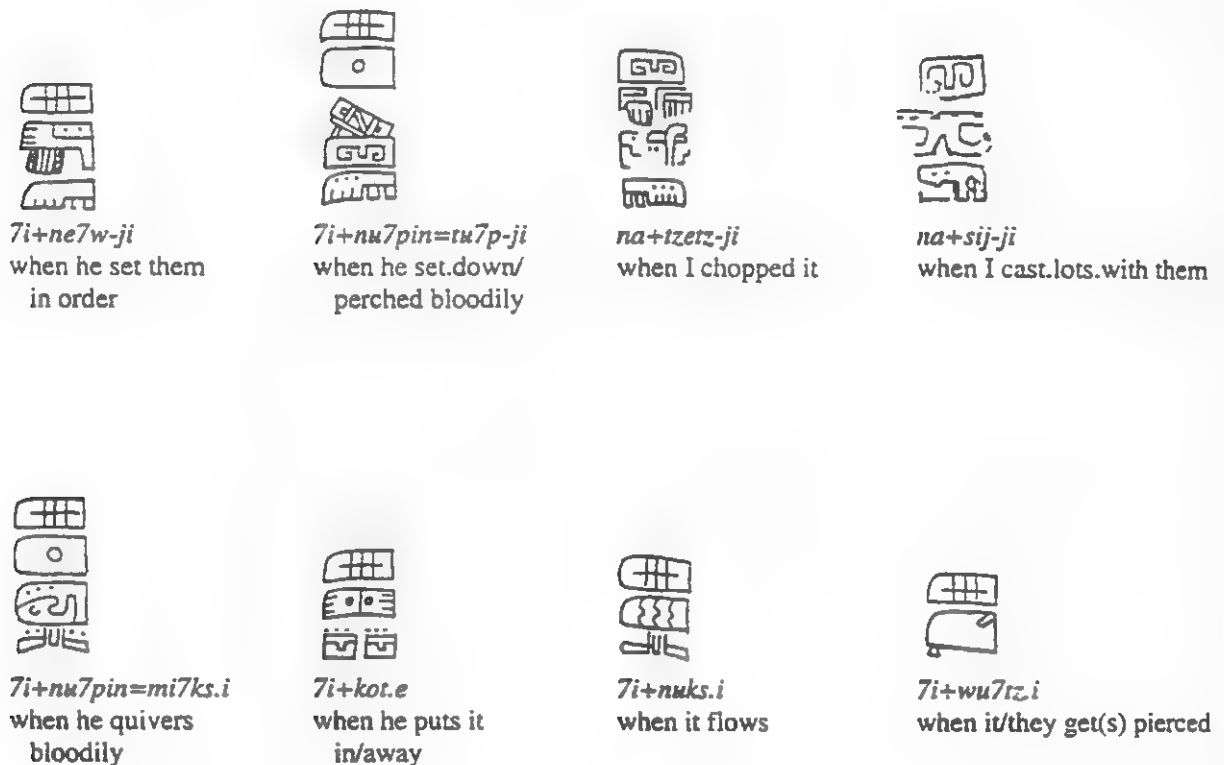 7i+ne7w-ji
when he set them
in order
7i+nu7pin=tu7p-ji
when he set.down/
perched bloodily
na+tzetz-ji
when I chopped it
na+sij-ji
when I cast.lots.with them
7i+nu7pin=mi7ks.i
when he quivers
bloodily
7i+kot.e
when he puts it
in/away
7i+nuks.i
when it flows
7i+wu7tz.i
when it/they get(s) pierced